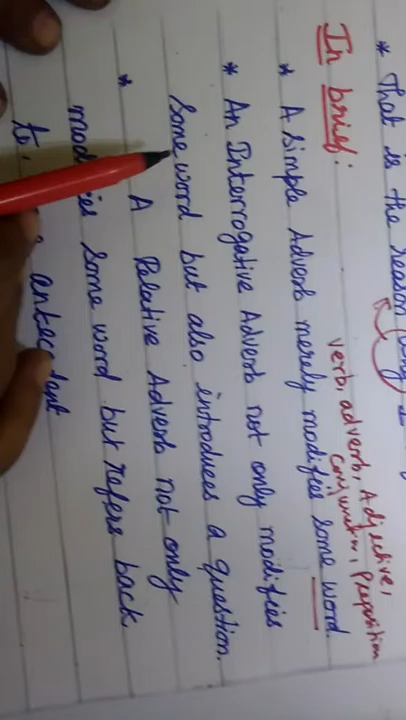 * That is the reason
In brief:
verb, adverb, Adjective,
conjunction, Preposition
* A Simple Adverb merely modifies some word.
* An Interrogative Adverb not only modifies
some word but also introduces a question.
* A Relative Adverb not only
modifies some word but refers back
to, antecedant